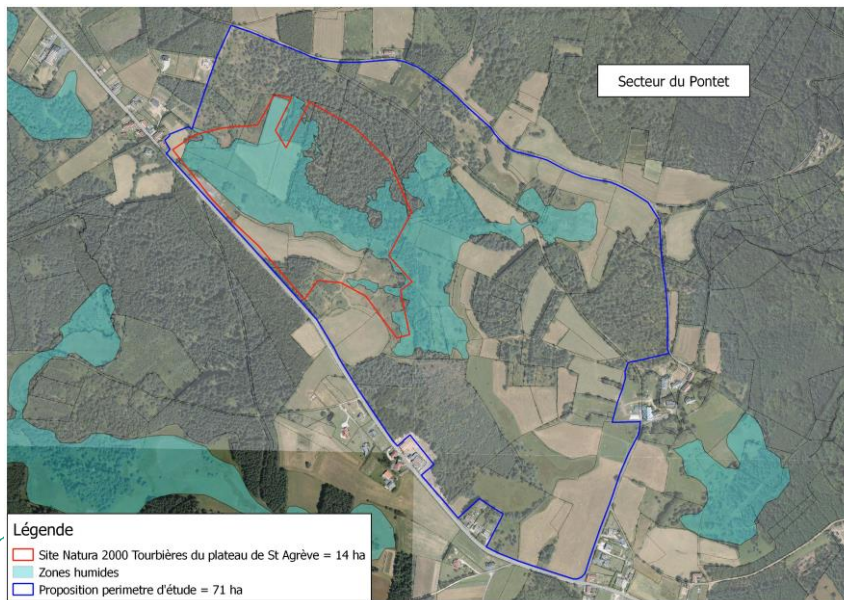 Secteur du Pontet
Légende
Site Natura 2000 Tourbières du plateau de St Agrève = 14 ha
Zones humides
Proposition perimetre d'étude = 71 ha